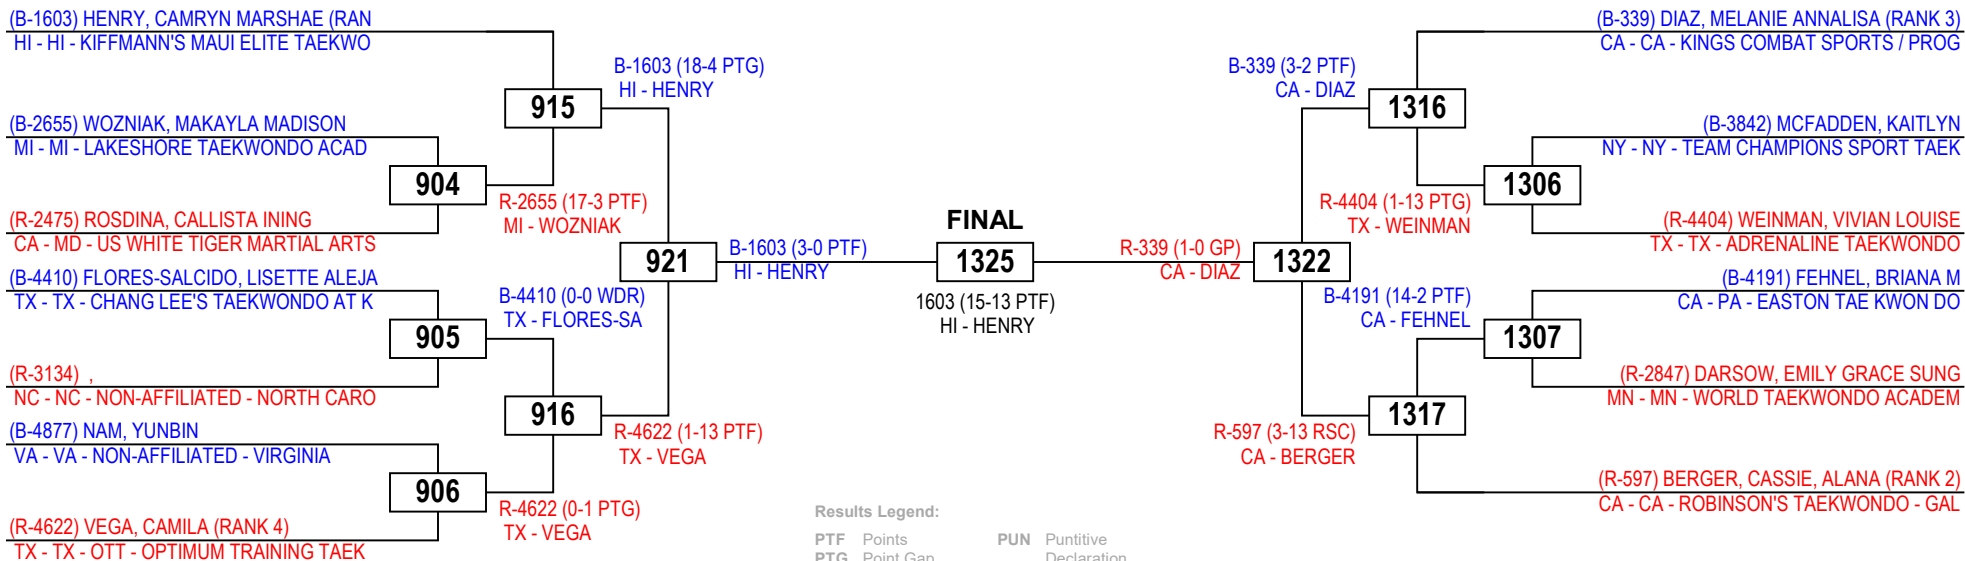 (B-1603) HENRY, CAMRYN MARSHAE (RAN
HI - HI - KIFFMANN'S MAUI ELITE TAEKWO
(B-2655) WOZNIAK, MAKAYLA MADISON
MI - MI - LAKESHORE TAEKWONDO ACAD
(R-2475) ROSDINA, CALLISTA INING
CA - MD - US WHITE TIGER MARTIAL ARTS
(B-4410) FLORES-SALCIDO, LISETTE ALEJA
TX - TX - CHANG LEE'S TAEKWONDO AT K
(R-3134) ,
NC - NC - NON-AFFILIATED - NORTH CARO
(B-4877) NAM, YUNBIN
VA - VA - NON-AFFILIATED - VIRGINIA
(R-4622) VEGA, CAMILA (RANK 4)
TX - TX - OTT - OPTIMUM TRAINING TAEK
904
905
906
915
R-2655 (17-3 PTF)
MI - WOZNIAK
B-4410 (0-0 WDR)
TX - FLORES-SA
916
R-4622 (0-1 PTG)
TX - VEGA
B-1603 (18-4 PTG)
HI - HENRY
921
R-4622 (1-13 PTF)
TX - VEGA
B-1603 (3-0 PTF)
HI - HENRY
FINAL
1325
1603 (15-13 PTF)
HI - HENRY
R-339 (1-0 GP)
CA - DIAZ
1322
B-339 (3-2 PTF)
CA - DIAZ
R-597 (3-13 RSC)
CA - BERGER
1316
R-4404 (1-13 PTG)
TX - WEINMAN
B-4191 (14-2 PTF)
CA - FEHNEL
1317
1306
1307
(B-339) DIAZ, MELANIE ANNALISA (RANK 3)
CA - CA - KINGS COMBAT SPORTS / PROG
(B-3842) MCFADDEN, KAITLYN
NY - NY - TEAM CHAMPIONS SPORT TAEK
(R-4404) WEINMAN, VIVIAN LOUISE
TX - TX - ADRENALINE TAEKWONDO
(B-4191) FEHNEL, BRIANA M
CA - PA - EASTON TAE KWON DO
(R-2847) DARSOW, EMILY GRACE SUNG
MN - MN - WORLD TAEKWONDO ACADEM
(R-597) BERGER, CASSIE, ALANA (RANK 2)
CA - CA - ROBINSON'S TAEKWONDO - GAL
Results Legend:
PTF Points
PUN Puntitive
PTG Point Gap
Declaration